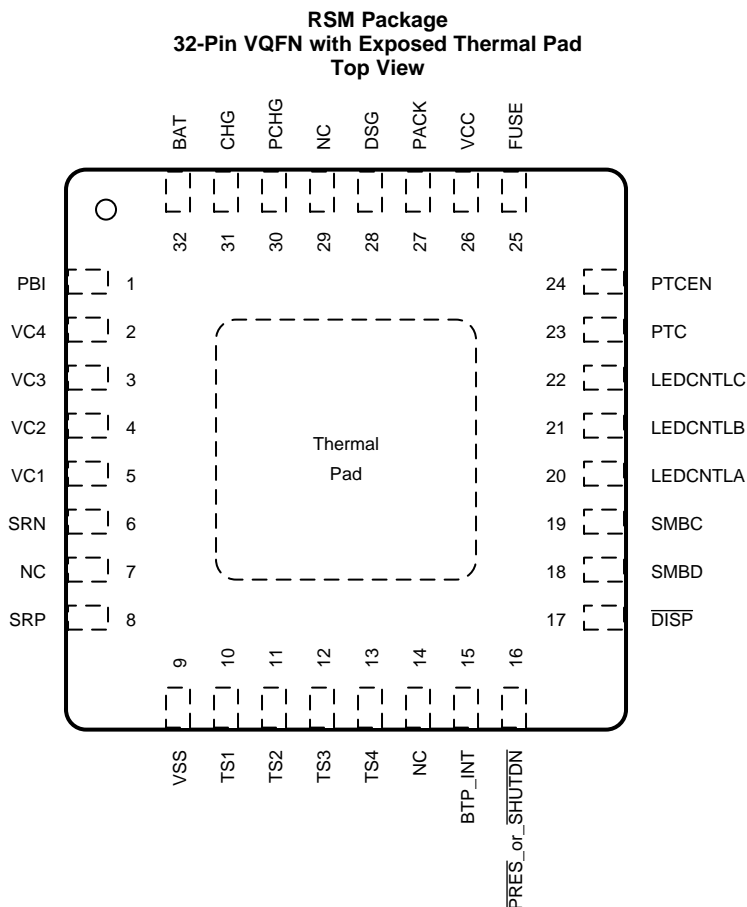 RSM Package
32-Pin VQFN with Exposed Thermal Pad
Top View
BAT
CHG
PCHG
NC
DSG
PACK
VCC
FUSE
32
31
30
29
28
27
26
25
PBI 1
VC4 2
VC3 3
VC2 4
VC1 5
SRN 6
NC 7
SRP 8
Thermal
Pad
24 PTCEN
23 PTC
22 LEDCNTLC
21 LEDCNTLB
20 LEDCNTLA
19 SMBC
18 SMBD
17 DISP
9
10
11
12
13
14
15
16
VSS
TS1
TS2
TS3
TS4
NC
BTP_INT
PRES_or_SHUTDN